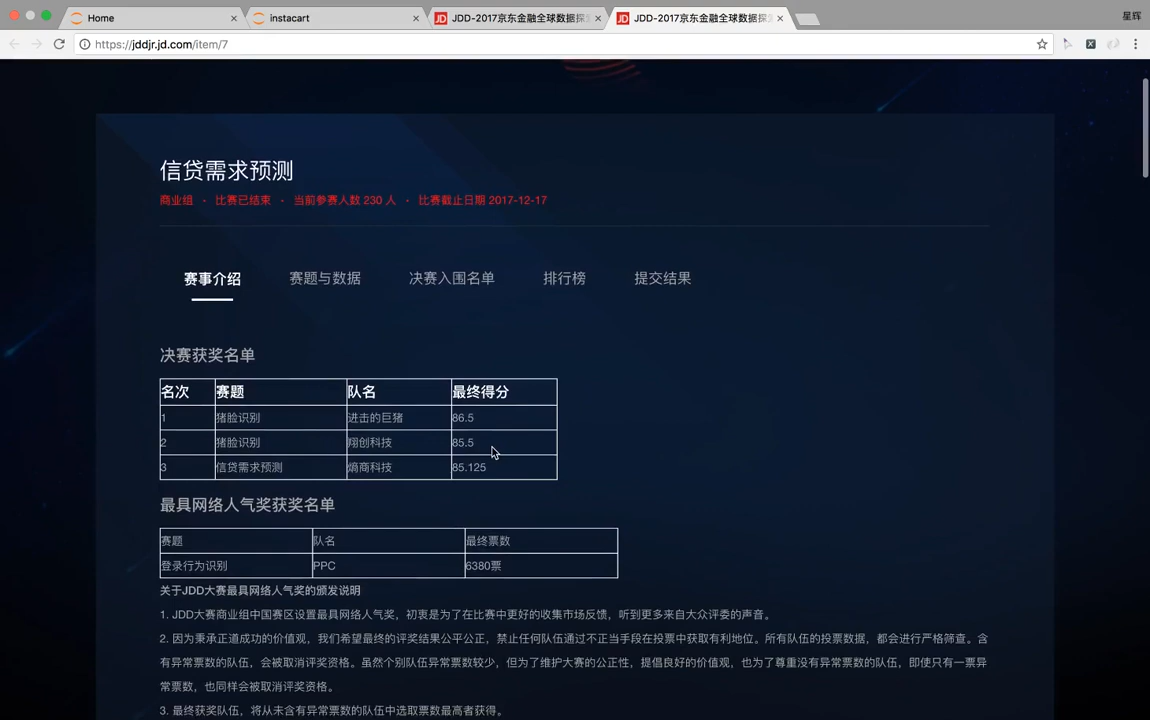 Home
instacart
JDD-2017京东金融全球数据探
JDD-2017京东金融全球数据探
星辉
https://jddjr.jd.com/item/7
信贷需求预测
商业组 · 比赛已结束 · 当前参赛人数 230 人 · 比赛截止日期 2017-12-17
赛事介绍 赛题与数据 决赛入围名单 排行榜 提交结果
决赛获奖名单
名次 赛题 队名 最终得分
1 猪脸识别 进击的巨猪 86.5
2 猪脸识别 翔创科技 85.5
3 信贷需求预测 熵商科技 85.125
最具网络人气奖获奖名单
赛题 队名 最终票数
登录行为识别 PPC 6380票
关于JDD大赛最具网络人气奖的颁发说明
1. JDD大赛商业组中国赛区设置最具网络人气奖，初衷是为了在比赛中更好的收集市场反馈，听到更多来自大众评委的声音。
2. 因为秉承正道成功的价值观，我们希望最终的评奖结果公平公正，禁止任何队伍通过不正当手段在投票中获取有利地位。所有队伍的投票数据，都会进行严格筛查。含
有异常票数的队伍，会被取消评奖资格。虽然个别队伍异常票数较少，但为了维护大赛的公正性，提倡良好的价值观，也为了尊重没有异常票数的队伍，即使只有一票异
常票数，也同样会被取消评奖资格。
3. 最终获奖队伍，将从未含有异常票数的队伍中选取票数最高者获得。